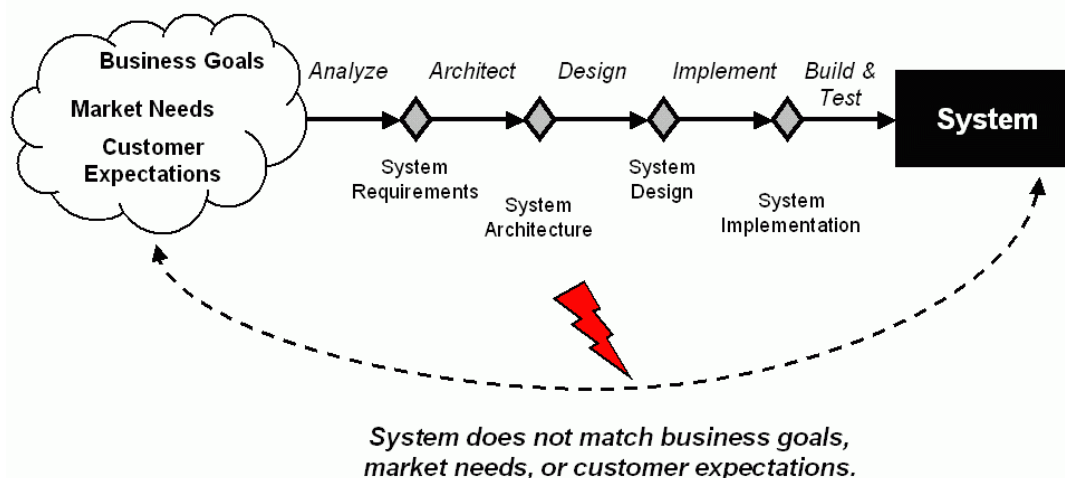 Business Goals
Market Needs
Customer
Expectations
Analyze
Architect
Design
Implement
Build &
Test
System
Requirements
System
Architecture
System
Design
System
Implementation
System
System does not match business goals,
market needs, or customer expectations.